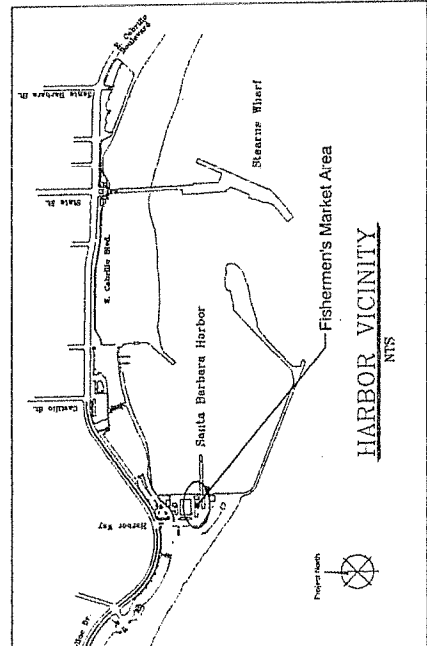 E. Cabrillo
Boulevard
Santa Barbara St.
State St.
Stearns Wharf
E. Cabrillo Blvd.
Castillo St.
Santa Barbara Harbor
Fishermen's Market Area
Harbor Way
HARBOR VICINITY
NTS
Project North
Dr.